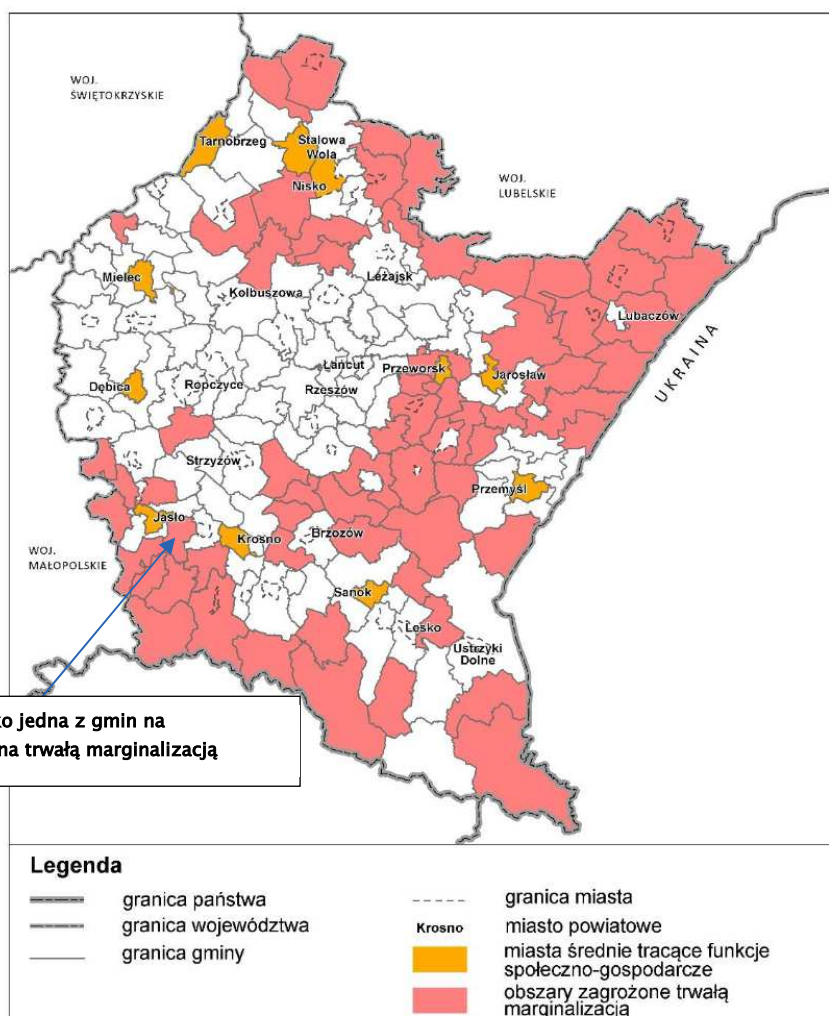 WOJ.
ŚWIĘTOKRZYSKIE
Tarnobrzeg
Stalowa
Wola
Nisko
WOJ.
LUBELSKIE
Mielec
Kolbuszowa
Leżajsk
Lubaczów
UKRAINA
Dębica
Ropczyce
Łańcut
Rzeszów
Przeworsk
Jarosław
Strzyżów
Przemyśl
Jasło
Krosno
Brzozów
WOJ.
MAŁOPOLSKIE
Sanok
Lesko
Ustrzyki
Dolne
jedna z gmin na
trwałą marginalizacją
Legenda
granica państwa
granica województwa
granica gminy
granica miasta
Krosno miasto powiatowe
miasta średnie tracące funkcje
społeczno-gospodarcze
obszary zagrożone trwałą
marginalizacją